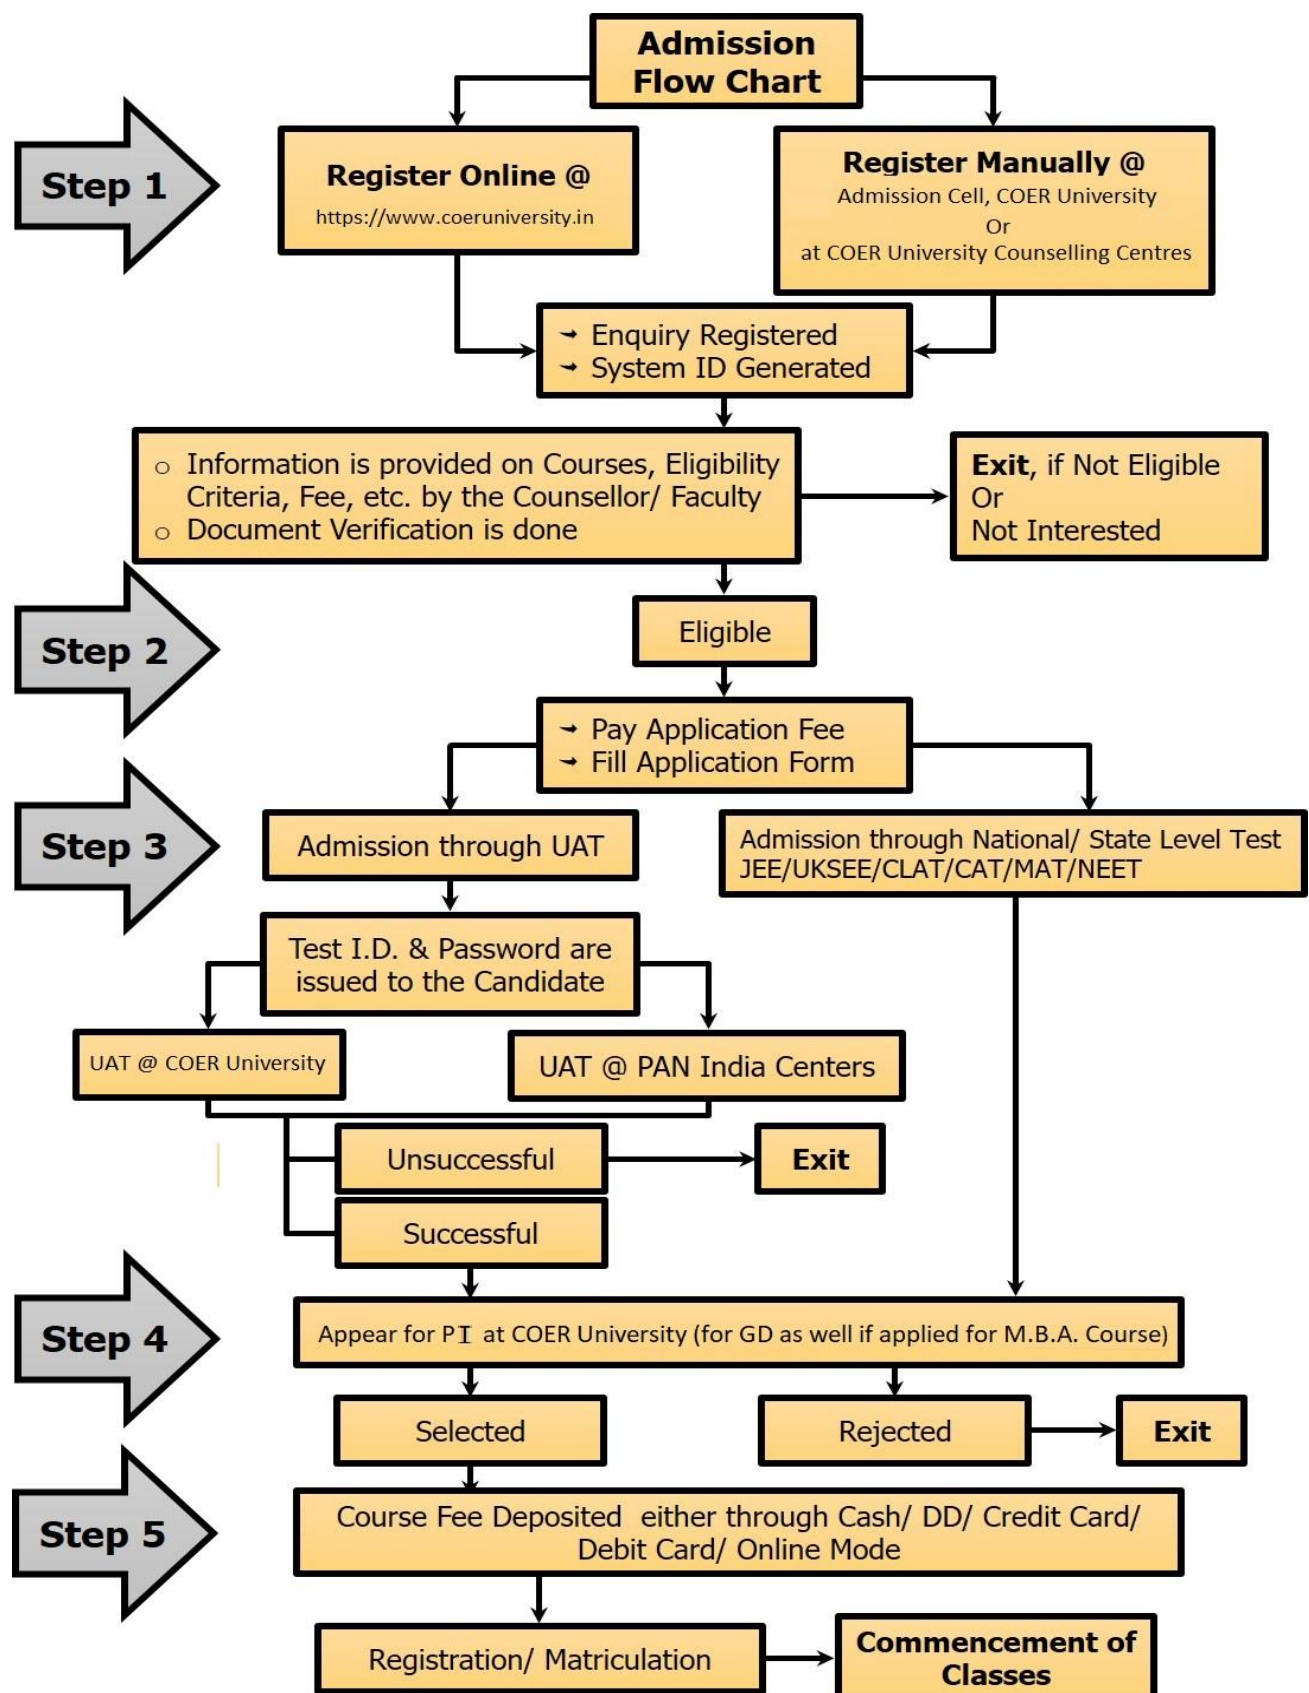 Admission
Flow Chart
Step 1
Register Online @
https://www.coeruniversity.in
Register Manually @
Admission Cell, COER University
Or
at COER University Counselling Centres
→ Enquiry Registered
→ System ID Generated
○ Information is provided on Courses, Eligibility
Criteria, Fee, etc. by the Counsellor/ Faculty
○ Document Verification is done
Exit, if Not Eligible
Or
Not Interested
Step 2
Eligible
→ Pay Application Fee
→ Fill Application Form
Step 3
Admission through UAT
Admission through National/ State Level Test
JEE/UKSEE/CLAT/CAT/MAT/NEET
Test I.D. & Password are
issued to the Candidate
UAT @ COER University
UAT @ PAN India Centers
Unsuccessful
Exit
Successful
Step 4
Appear for PI at COER University (for GD as well if applied for M.B.A. Course)
Selected
Rejected
Exit
Step 5
Course Fee Deposited either through Cash/ DD/ Credit Card/
Debit Card/ Online Mode
Registration/ Matriculation
Commencement of
Classes